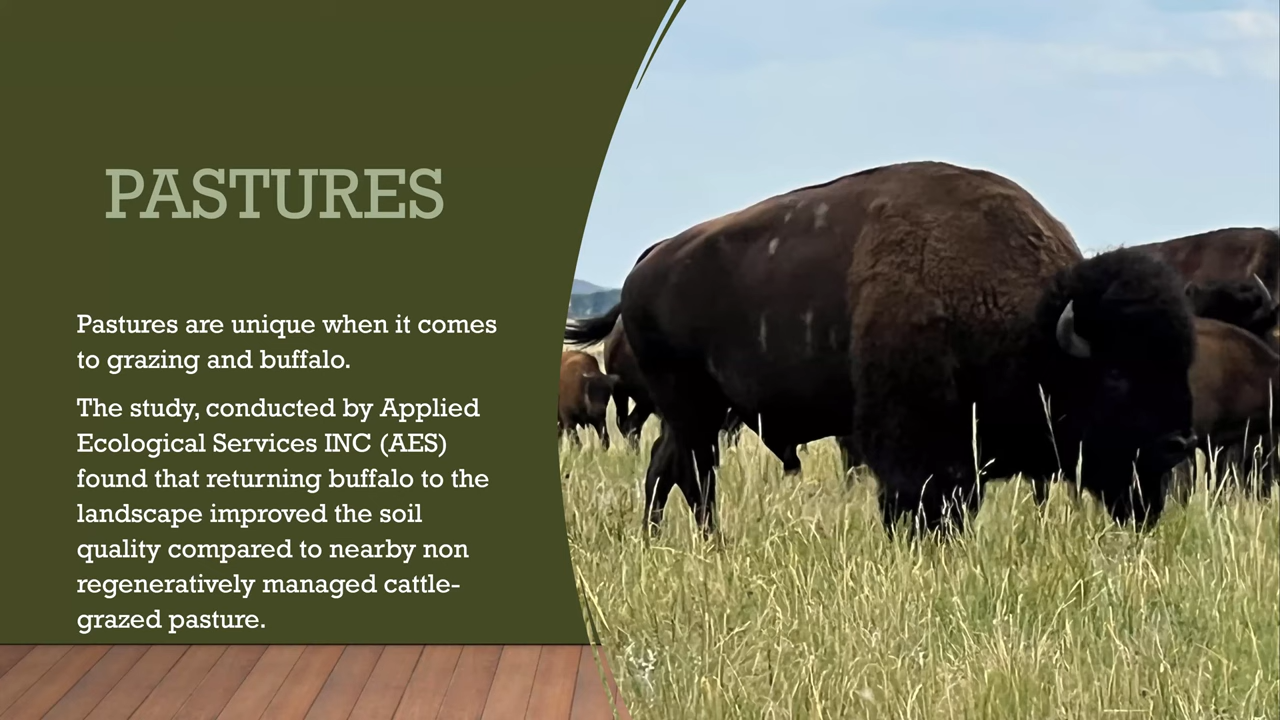 PASTURES
Pastures are unique when it comes
to grazing and buffalo.
The study, conducted by Applied
Ecological Services INC (AES)
found that returning buffalo to the
landscape improved the soil
quality compared to nearby non
regeneratively managed cattle-
grazed pasture.